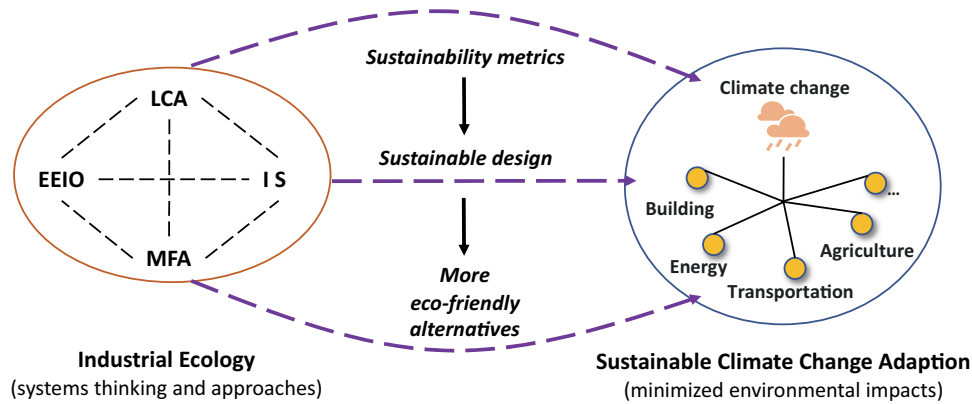 LCA
EEIO
I S
MFA
Industrial Ecology
(systems thinking and approaches)
Sustainability metrics
Sustainable design
More
eco-friendly
alternatives
Climate change
Building
...
Energy
Agriculture
Transportation
Sustainable Climate Change Adaption
(minimized environmental impacts)